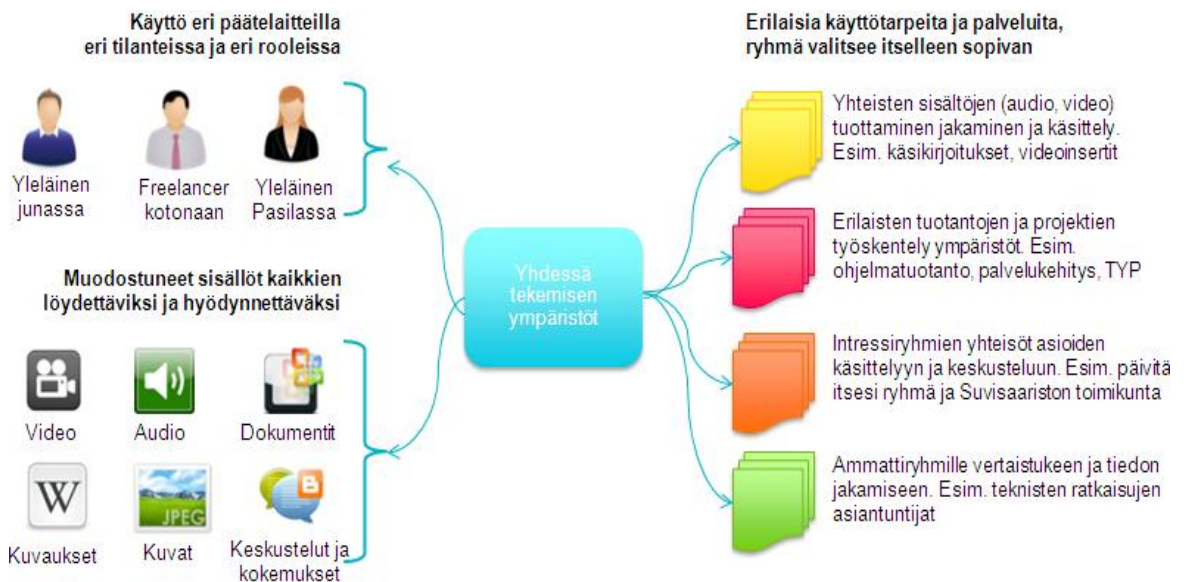 Käyttö eri päätelaitteilla
eri tilanteissa ja eri rooleissa
Yleläinen
junassa
Freelancer
kotonaan
Yleläinen
Pasilassa
Muodostuneet sisällöt kaikkien
löydettäviksi ja hyödynnettäväksi
Video
Audio
Dokumentit
W
Kuvaukset
JPEG
Kuvat
Keskustelut ja
kokemukset
Yhdessä
tekemisen
ympäristöt
Erilaisia käyttötarpeita ja palveluita,
ryhmä valitsee itselleen sopivan
Yhteisten sisältöjen (audio, video)
tuottaminen jakaminen ja käsittely.
Esim. käsikirjoitukset, videoinsertit
Erilaisten tuotantojen ja projektien
työskentely ympäristöt. Esim.
ohjelmatuotanto, palvelukehitys, TYP
Intressiryhmien yhteisöt asioiden
käsittelyyn ja keskusteluun. Esim. päivitä
itsesi ryhmä ja Suvisaariston toimikunta
Ammattiryhmille vertaistukeen ja tiedon
jakamiseen. Esim. teknisten ratkaisujen
asiantuntijat